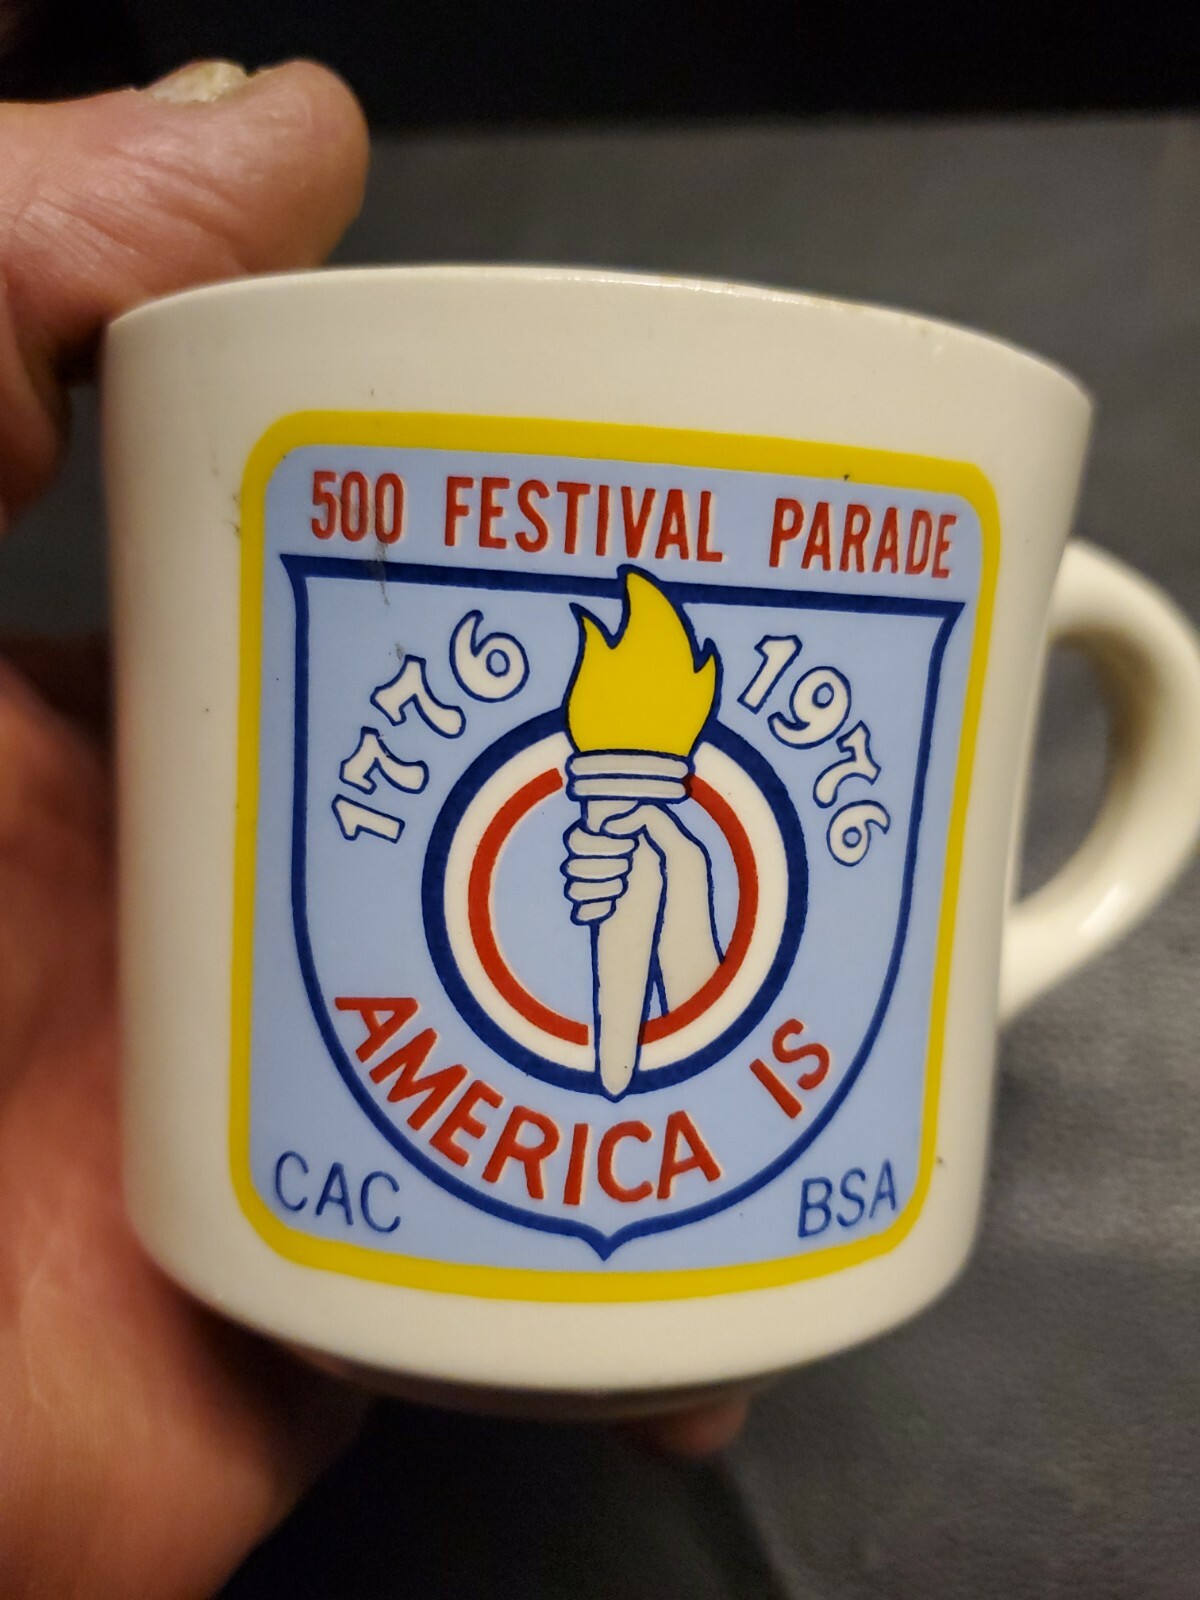 500 FESTIVAL PARADE
1776 1976
AMERICA IS
CAC BSA